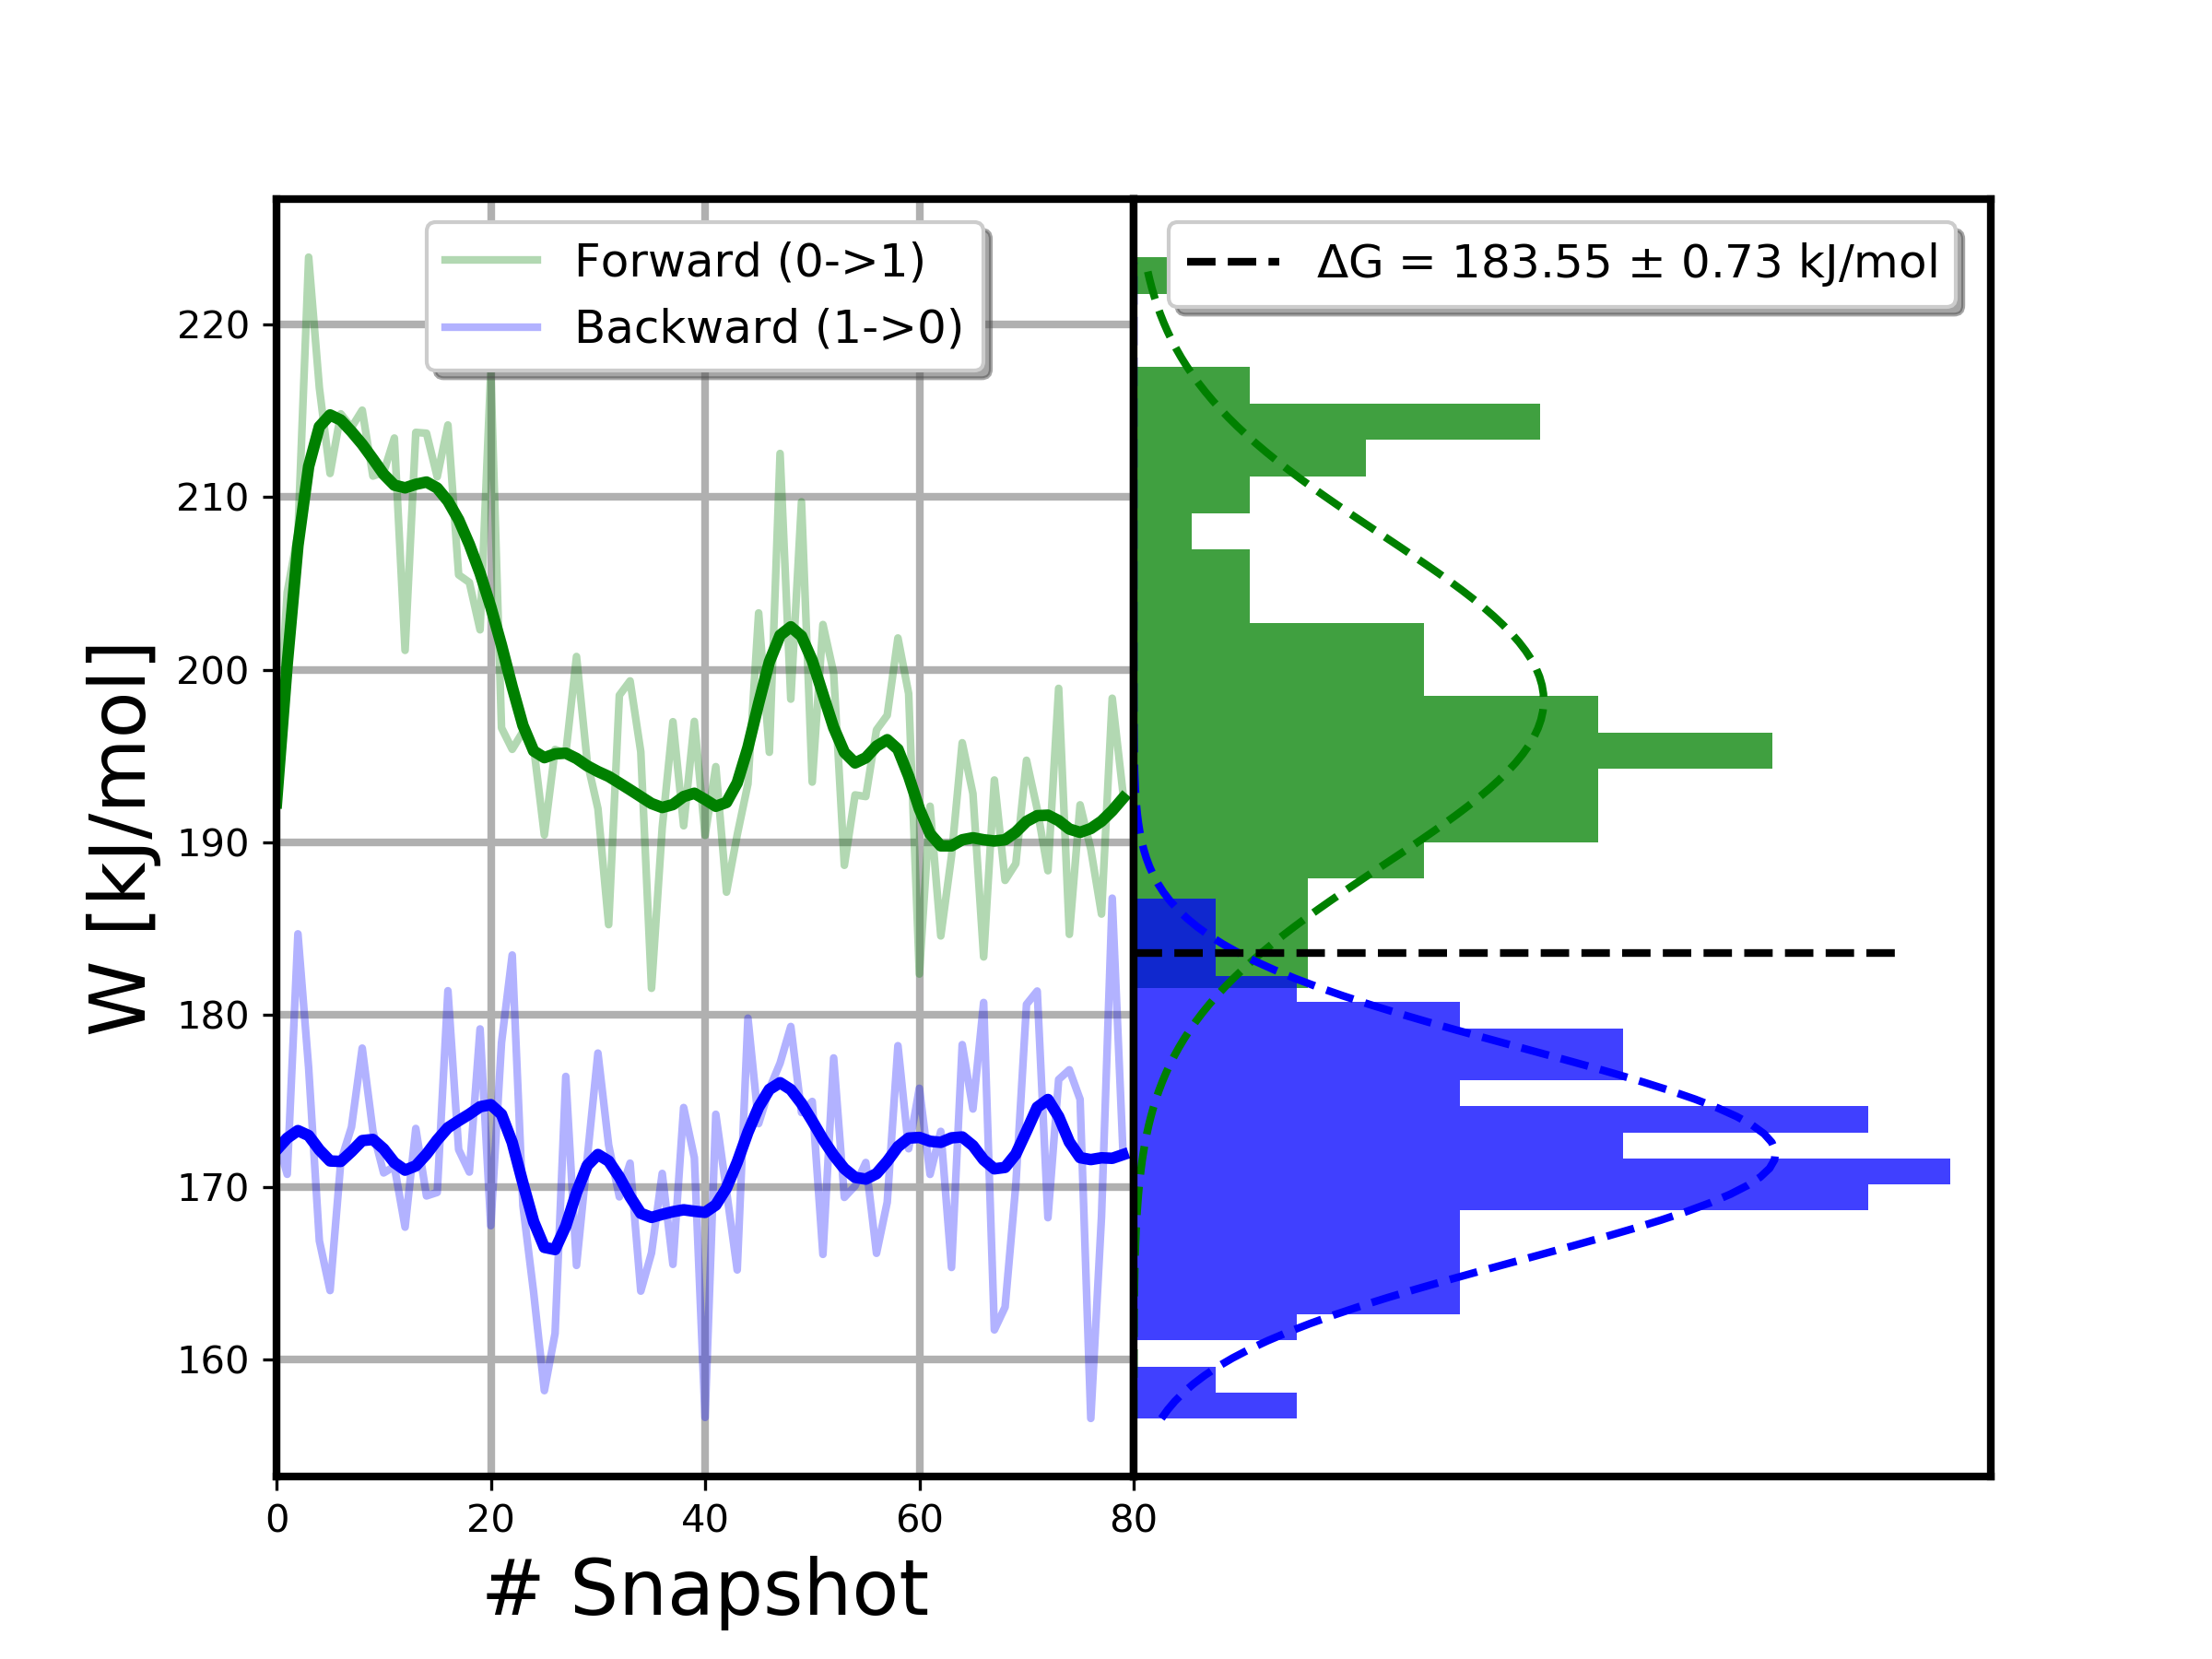 Forward (0->1)
Backward (1->0)
ΔG = 183.55 ± 0.73 kJ/mol
W [kJ/mol]
220
210
200
190
180
170
160
0 20 40 60 80
# Snapshot